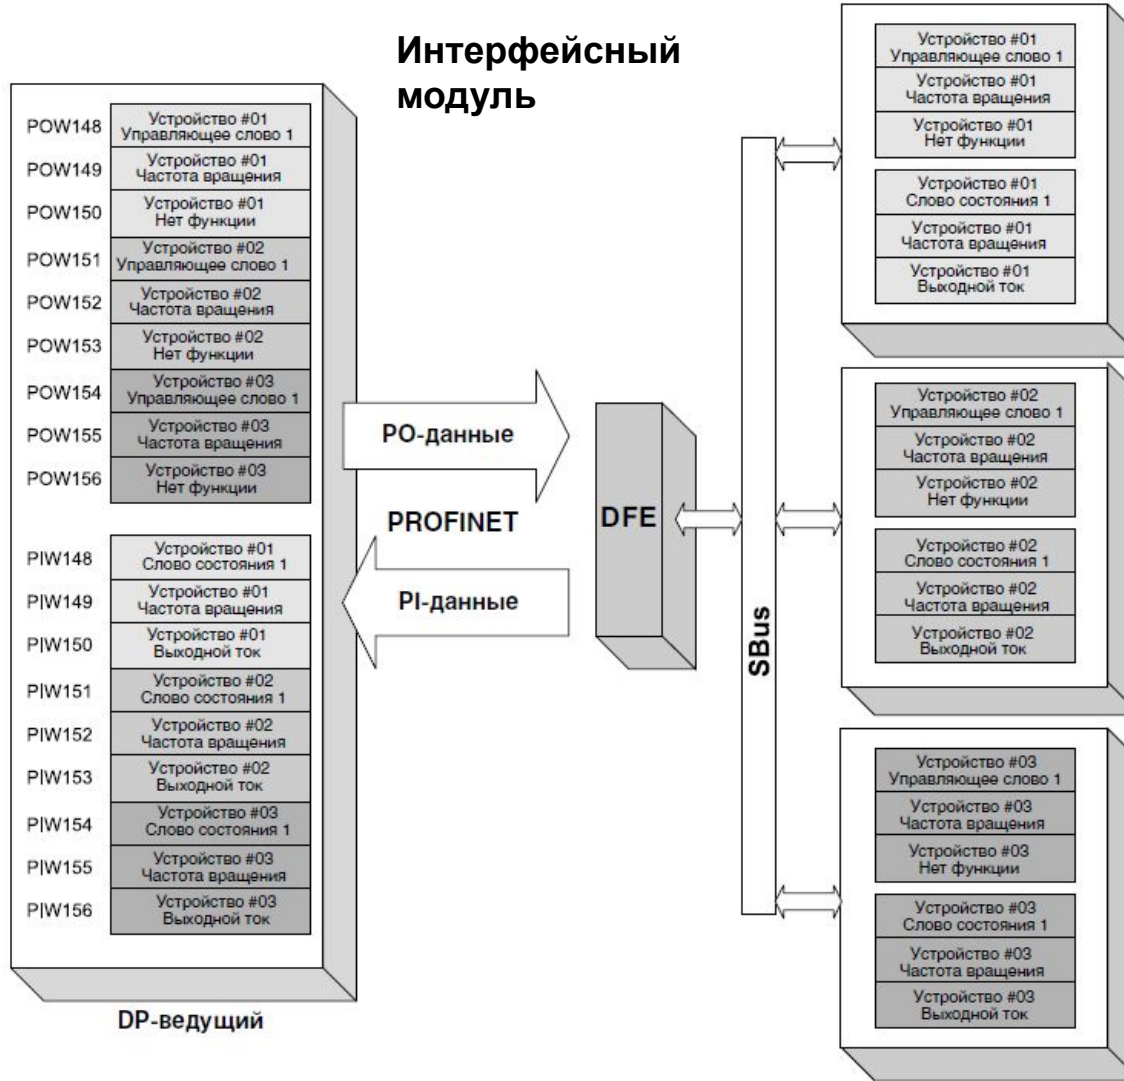 Интерфейсный
модуль
POW148
Устройство #01
Управляющее слово 1
POW149
Устройство #01
Частота вращения
POW150
Устройство #01
Нет функции
POW151
Устройство #02
Управляющее слово 1
POW152
Устройство #02
Частота вращения
POW153
Устройство #02
Нет функции
POW154
Устройство #03
Управляющее слово 1
POW155
Устройство #03
Частота вращения
POW156
Устройство #03
Нет функции
PIW148
Устройство #01
Слово состояния 1
PIW149
Устройство #01
Частота вращения
PIW150
Устройство #01
Выходной ток
PIW151
Устройство #02
Слово состояния 1
PIW152
Устройство #02
Частота вращения
PIW153
Устройство #02
Выходной ток
PIW154
Устройство #03
Слово состояния 1
PIW155
Устройство #03
Частота вращения
PIW156
Устройство #03
Выходной ток
DP-ведущий
PO-данные
PROFINET
PI-данные
DFE
SBus
Устройство #01
Управляющее слово 1
Устройство #01
Частота вращения
Устройство #01
Нет функции
Устройство #01
Слово состояния 1
Устройство #01
Частота вращения
Устройство #01
Выходной ток
Устройство #02
Управляющее слово 1
Устройство #02
Частота вращения
Устройство #02
Нет функции
Устройство #02
Слово состояния 1
Устройство #02
Частота вращения
Устройство #02
Выходной ток
Устройство #03
Управляющее слово 1
Устройство #03
Частота вращения
Устройство #03
Нет функции
Устройство #03
Слово состояния 1
Устройство #03
Частота вращения
Устройство #03
Выходной ток